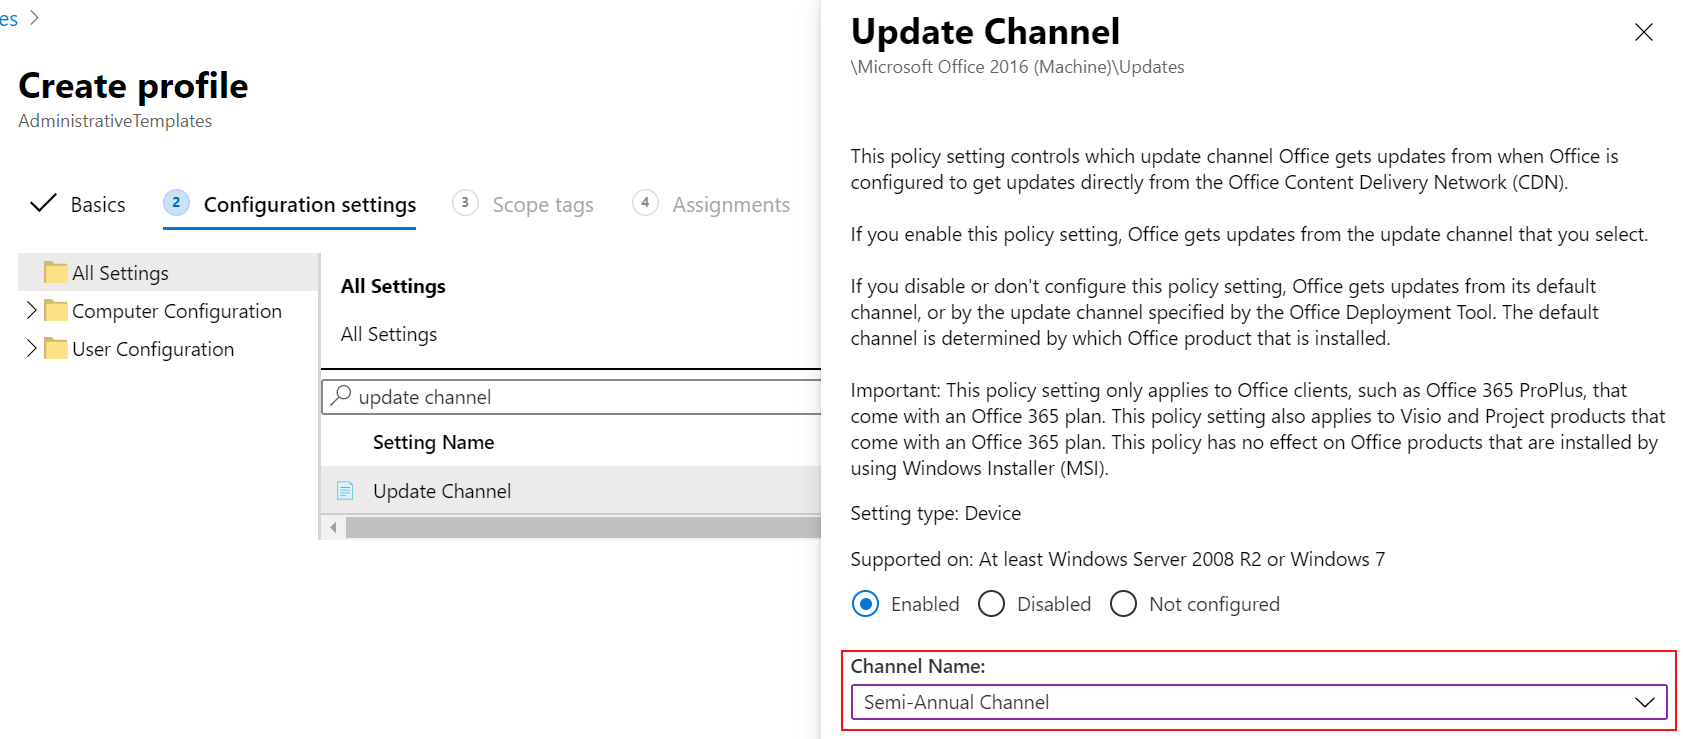 es
Create profile
AdministrativeTemplates
Basics
2 Configuration settings
3 Scope tags
4 Assignments
All Settings
Computer Configuration
User Configuration
All Settings
All Settings
update channel
Setting Name
Update Channel
Update Channel
\Microsoft Office 2016 (Machine)\Updates
This policy setting controls which update channel Office gets updates from when Office is
configured to get updates directly from the Office Content Delivery Network (CDN).
If you enable this policy setting, Office gets updates from the update channel that you select.
If you disable or don't configure this policy setting, Office gets updates from its default
channel, or by the update channel specified by the Office Deployment Tool. The default
channel is determined by which Office product that is installed.
Important: This policy setting only applies to Office clients, such as Office 365 ProPlus, that
come with an Office 365 plan. This policy setting also applies to Visio and Project products that
come with an Office 365 plan. This policy has no effect on Office products that are installed by
using Windows Installer (MSI).
Setting type: Device
Supported on: At least Windows Server 2008 R2 or Windows 7
Enabled Disabled Not configured
Channel Name:
Semi-Annual Channel